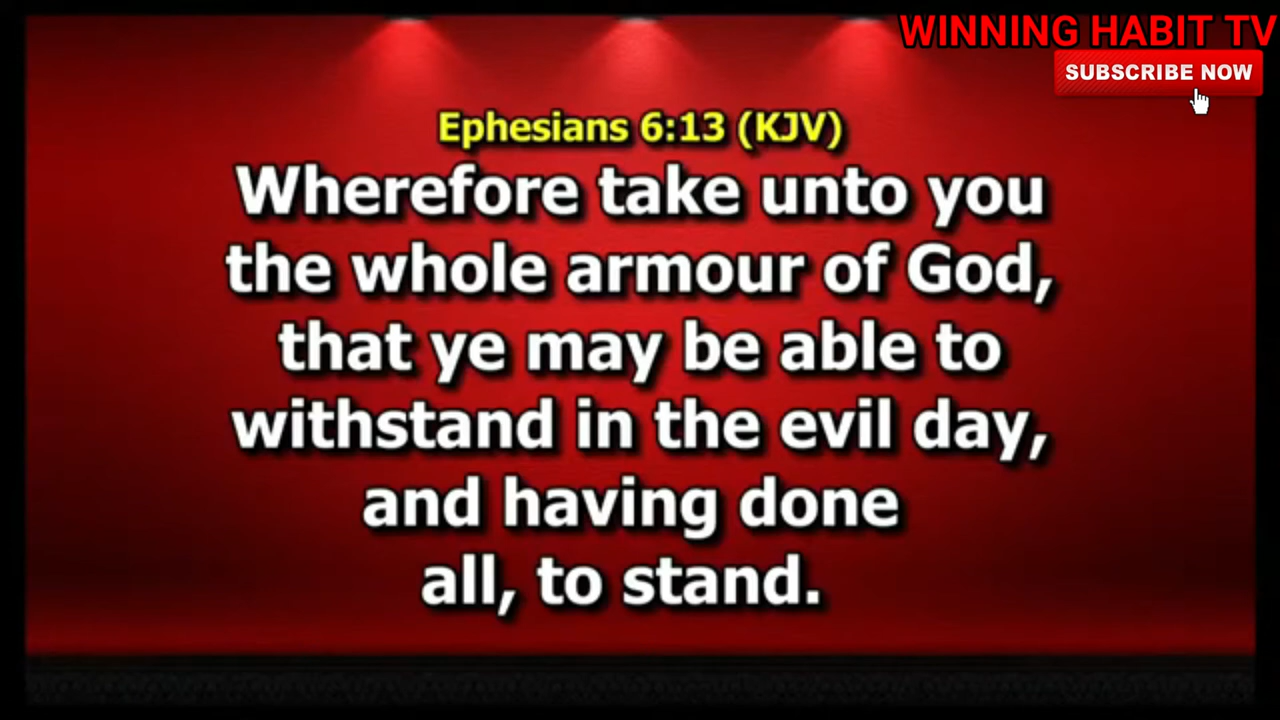 WINNING HABIT TV
SUBSCRIBE NOW
Ephesians 6:13 (KJV)
Wherefore take unto you
the whole armour of God,
that ye may be able to
withstand in the evil day,
and having done
all, to stand.